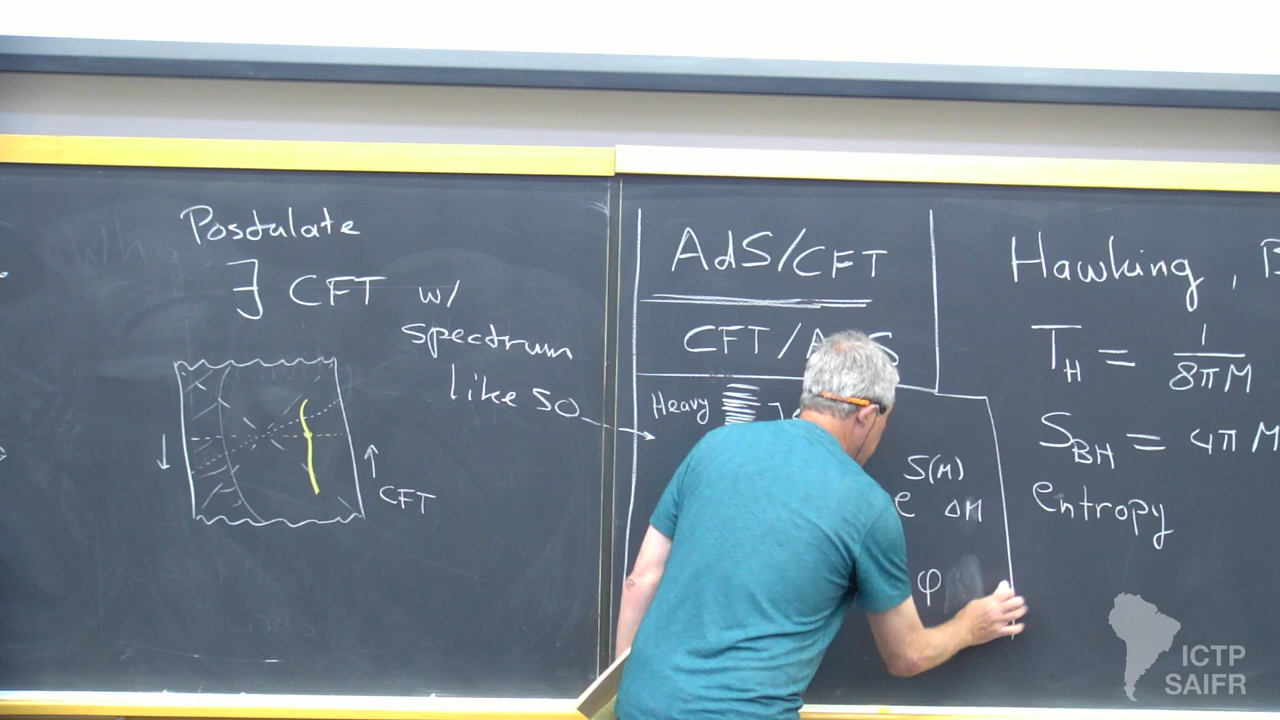 Postulate
∃ CFT w/
spectrum
like so
CFT
AdS/CFT
CFT/AdS
Heavy
S(M)
e ΔM
φ
Hawking,
T_H = 1/8πM
S_BH = 4πM
entropy
ICTP
SAIFR